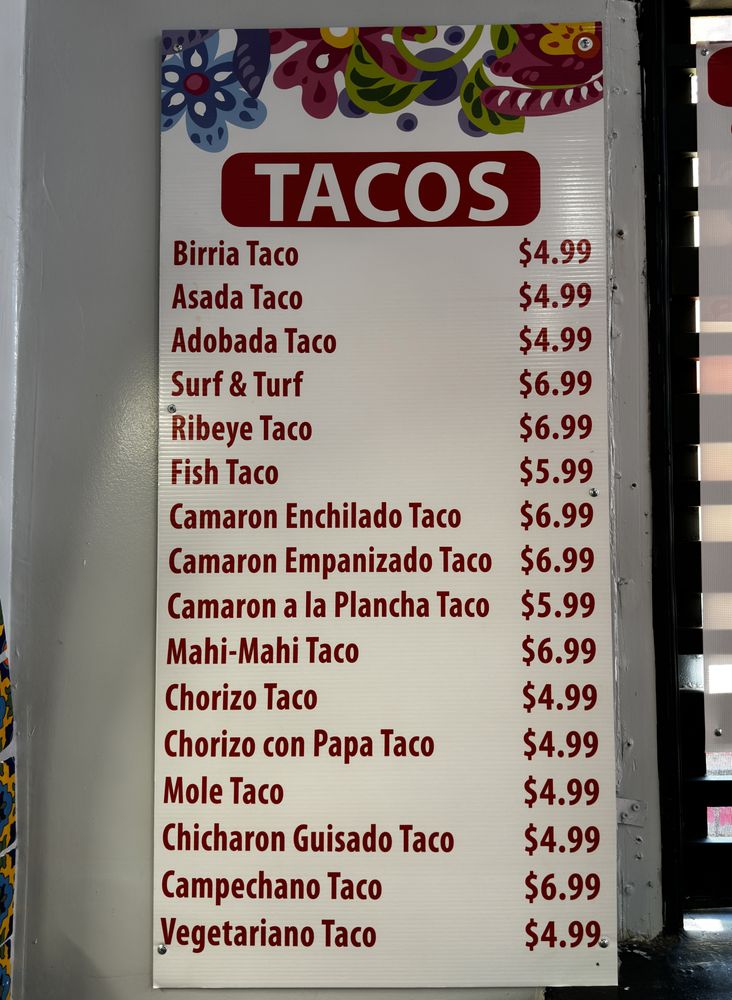 TACOS
Birria Taco $4.99
Asada Taco $4.99
Adobada Taco $4.99
Surf & Turf $6.99
Ribeye Taco $6.99
Fish Taco $5.99
Camaron Enchilado Taco $6.99
Camaron Empanizado Taco $6.99
Camaron a la Plancha Taco $5.99
Mahi-Mahi Taco $6.99
Chorizo Taco $4.99
Chorizo con Papa Taco $4.99
Mole Taco $4.99
Chicharon Guisado Taco $4.99
Campechano Taco $6.99
Vegetariano Taco $4.99